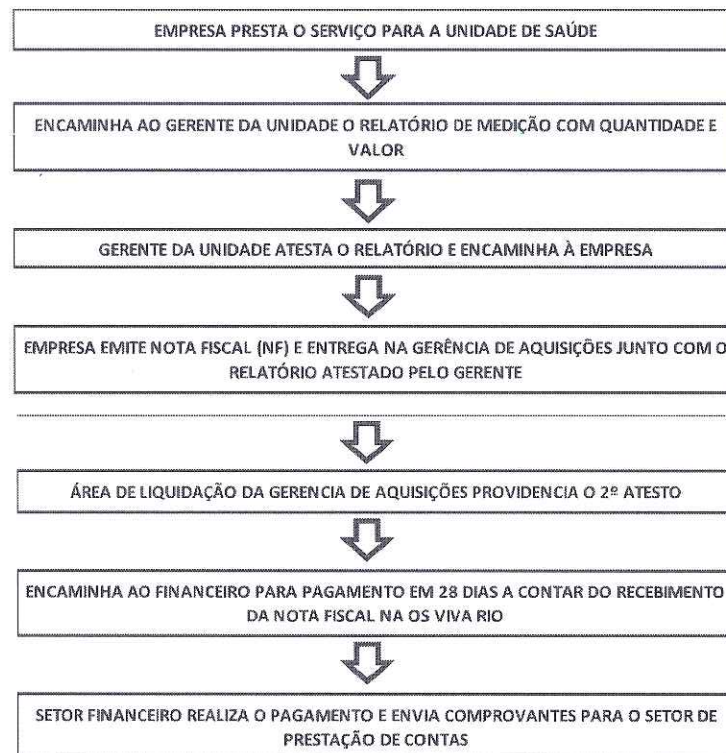 EMPRESA PRESTA O SERVIÇO PARA A UNIDADE DE SAÚDE
ENCAMINHA AO GERENTE DA UNIDADE O RELATÓRIO DE MEDIÇÃO COM QUANTIDADE E
VALOR
GERENTE DA UNIDADE ATESTA O RELATÓRIO E ENCAMINHA À EMPRESA
EMPRESA EMITE NOTA FISCAL (NF) E ENTREGA NA GERÊNCIA DE AQUISIÇÕES JUNTO COM O
RELATÓRIO ATESTADO PELO GERENTE
ÁREA DE LIQUIDAÇÃO DA GERENCIA DE AQUISIÇÕES PROVIDENCIA O 2º ATESTO
ENCAMINHA AO FINANCEIRO PARA PAGAMENTO EM 28 DIAS A CONTAR DO RECEBIMENTO
DA NOTA FISCAL NA OS VIVA RIO
SETOR FINANCEIRO REALIZA O PAGAMENTO E ENVIA COMPROVANTES PARA O SETOR DE
PRESTAÇÃO DE CONTAS